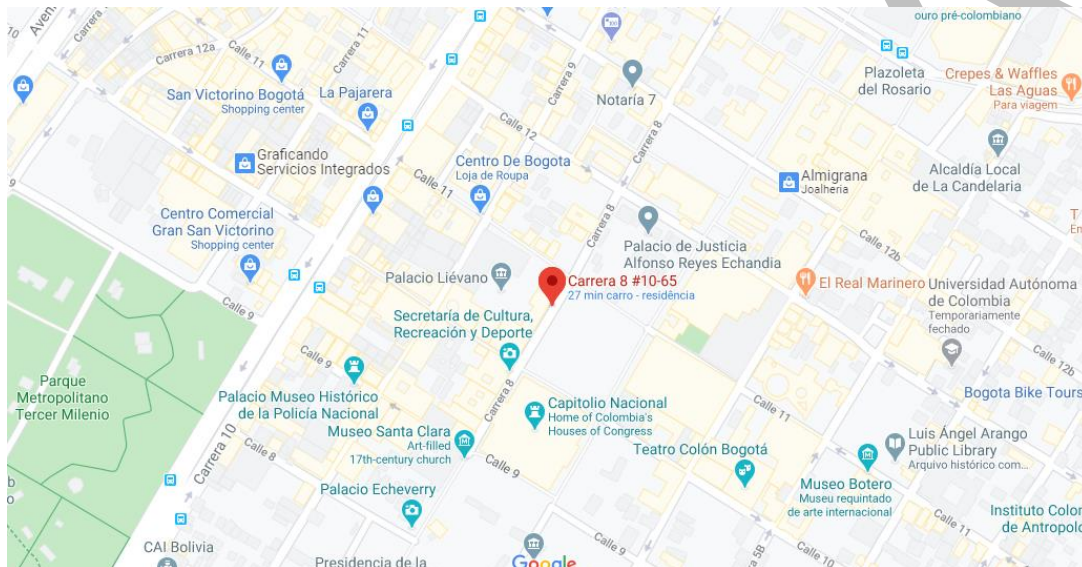 ouro pré-colombiano
10
Carrera 12a
Calle 11
Carrera 11
Carrera 9
Plazoleta
del Rosario
Crepes & Waffles
Las Aguas
Para viagem
San Victorino Bogotá
Shopping center
La Pajarera
Notaría 7
Calle 12
Carrera 8
Graficando
Servicios Integrados
Centro De Bogota
Loja de Roupa
Calle 11
Almigrana
Joalheria
Alcaldía Local
de La Candelaria
9
Centro Comercial
Gran San Victorino
Shopping center
Carrera 8
Palacio de Justicia
Alfonso Reyes Echandia
Calle 12b
Palacio Liévano
Carrera 8 #10-65
27 min carro - residência
El Real Marinero
Universidad Autónoma
de Colombia
Temporariamente
fechado
Calle 9
Secretaría de Cultura,
Recreación y Deporte
Calle 9
Calle 12b
Parque
Metropolitano
Tercer Milenio
Palacio Museo Histórico
de la Policía Nacional
Carrera 8
Capitolio Nacional
Home of Colombia's
Houses of Congress
Calle 11
Bogota Bike Tours
Museo Santa Clara
Art-filled
17th-century church
Carrera 10
Calle 8
Calle 9
Teatro Colón Bogotá
Luis Ángel Arango
Public Library
Arquivo histórico com...
Museo Botero
Museu requintado
de arte internacional
Palacio Echeverry
Calle 11
Instituto Color
de Antropolo
CAI Bolivia
Presidencia de la
Google
Calle 9
5B
Calle 10